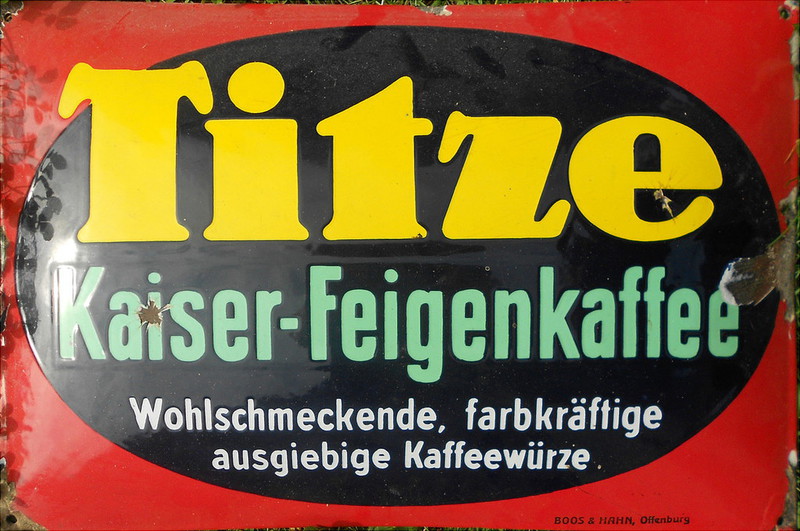 Titze
Kaiser-Feigenkaffee
Wohlschmeckende, farbkräftige
ausgiebige Kaffeewürze
BOOS & HAHN, Offenburg